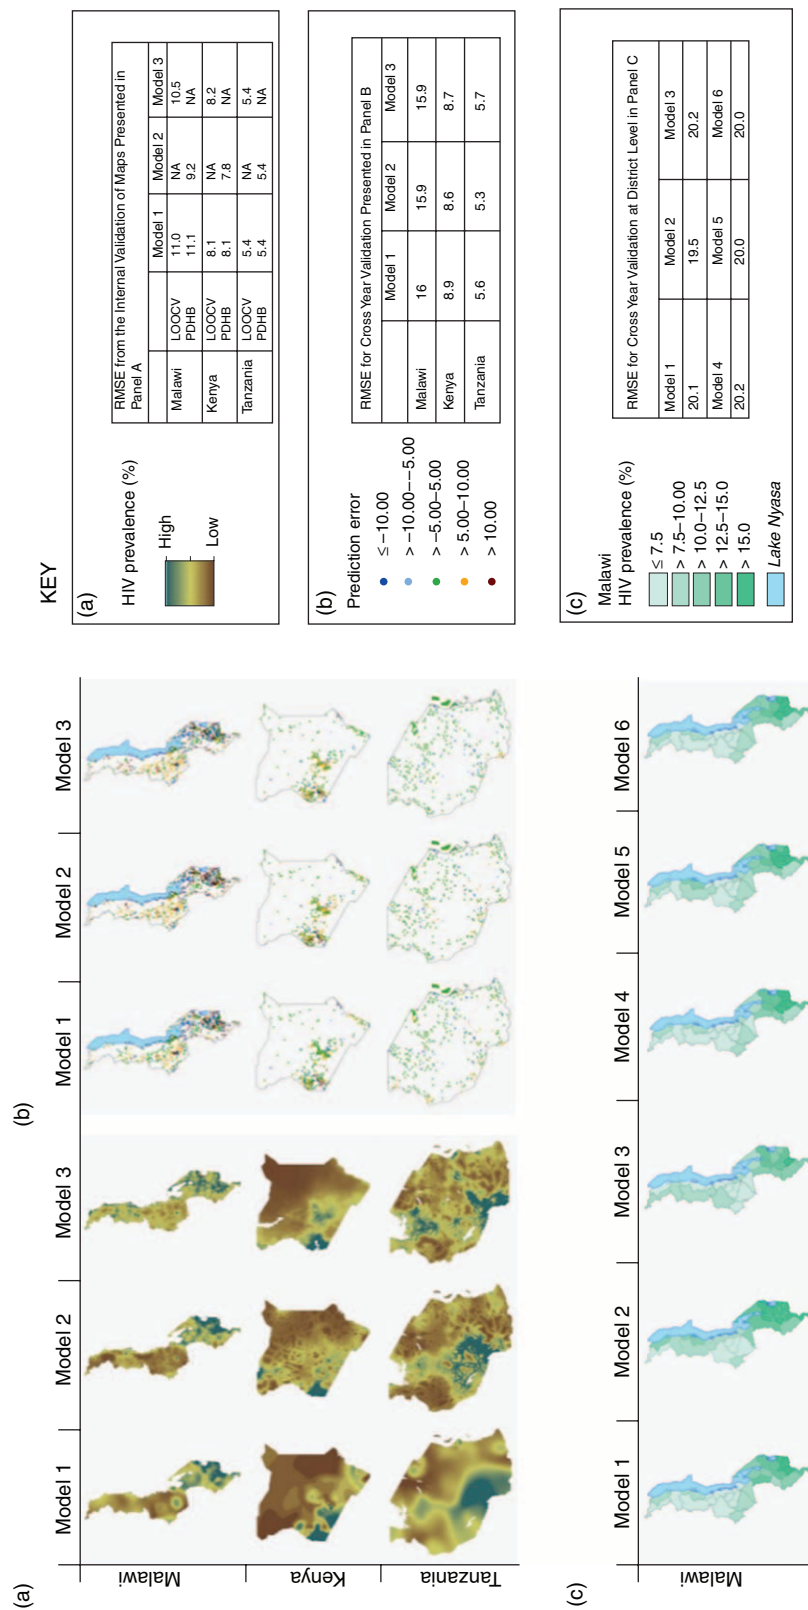 (a)
Model 1
Model 2
Model 3
Malawi
Kenya
Tanzania
(b)
Model 1
Model 2
Model 3
(c)
Model 1
Model 2
Model 3
Model 4
Model 5
Model 6
Malawi
KEY
(a)
HIV prevalence (%)
High
Low
RMSE from the Internal Validation of Maps Presented in
Panel A
Model 1 Model 2 Model 3
Malawi LOOCV 11.0 NA 10.5
PDHB 11.1 9.2 NA
Kenya LOOCV 8.1 NA 8.2
PDHB 8.1 7.8 NA
Tanzania LOOCV 5.4 NA 5.4
PDHB 5.4 5.4 NA
(b)
Prediction error
≤ −10.00
> −10.00–−5.00
> −5.00–5.00
> 5.00–10.00
> 10.00
RMSE for Cross Year Validation Presented in Panel B
Model 1 Model 2 Model 3
Malawi 16 15.9 15.9
Kenya 8.9 8.6 8.7
Tanzania 5.6 5.3 5.7
(c)
Malawi
HIV prevalence (%)
≤ 7.5
> 7.5–10.00
> 10.0–12.5
> 12.5–15.0
> 15.0
Lake Nyasa
RMSE for Cross Year Validation at District Level in Panel C
Model 1 Model 2 Model 3
20.1 19.5 20.2
Model 4 Model 5 Model 6
20.2 20.0 20.0